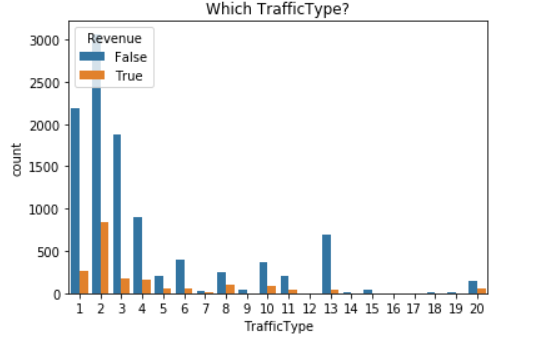 Which TrafficType?
Revenue
False
True
3000
2500
2000
1500
1000
500
0
count
1 2 3 4 5 6 7 8 9 10 11 12 13 14 15 16 17 18 19 20
TrafficType